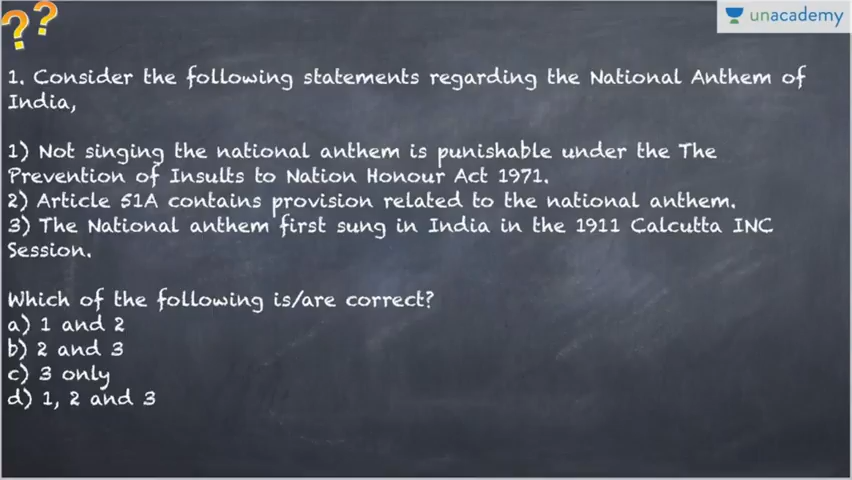 unacademy
1. Consider the following statements regarding the National Anthem of
India,
1) Not singing the national anthem is punishable under the The
Prevention of Insults to Nation Honour Act 1971.
2) Article 51A contains provision related to the national anthem.
3) The National anthem first sung in India in the 1911 Calcutta INC
Session.
Which of the following is/are correct?
a) 1 and 2
b) 2 and 3
c) 3 only
d) 1, 2 and 3